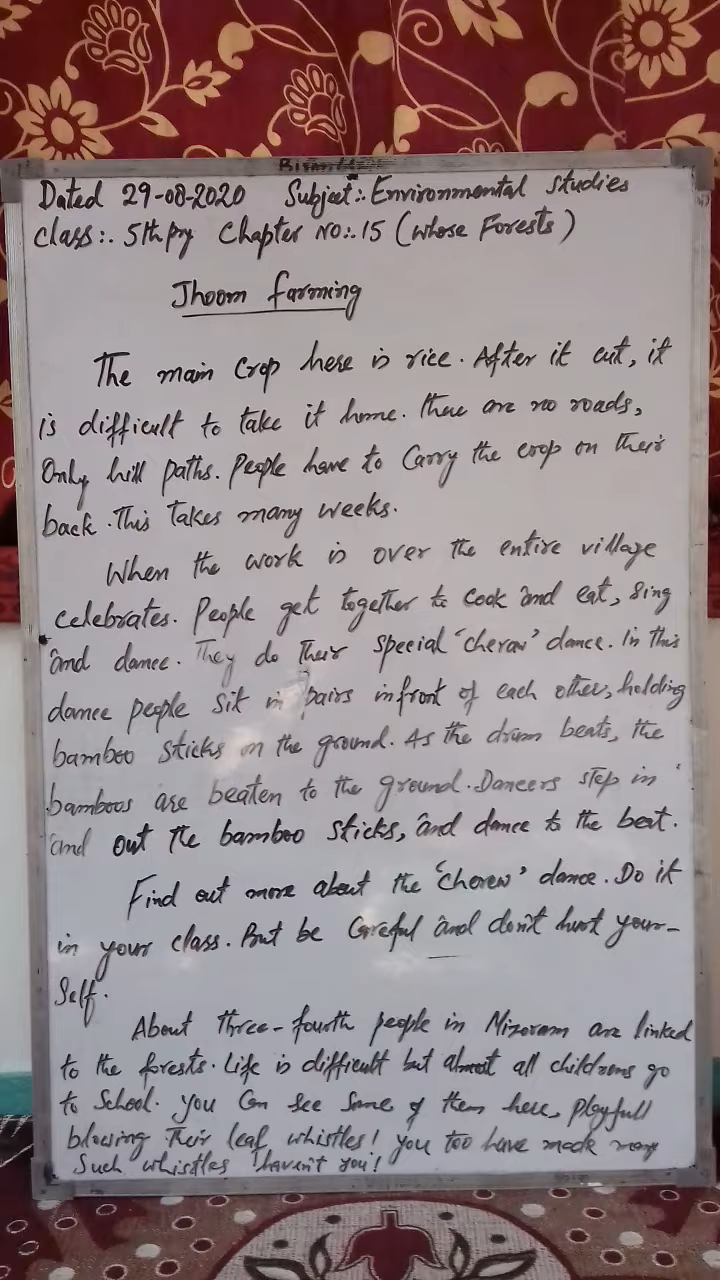 Dated 29-08-2020 Subject:. Environmental studies
Class:. 5th pry Chapter NO:. 15 (Whose Forests)
Jhoom farming
The main Crop here is rice. After it cut, it
is difficult to take it home. there are no roads,
Only hill paths. People have to Carry the crop on their
back. This takes many weeks.
When the work is over the entire village
celebrates. People get together to cook and eat, sing
and dance. They do their special 'cheraw' dance. In this
dance people sit in pairs infront of each other, holding
bamboo sticks on the ground. As the drum beats, the
bamboos are beaten to the ground. Dancers step in
and out the bamboo sticks, and dance to the beat.
Find out more about the 'Cherew' dance. Do it
in your class. But be Careful and don't hurt your-
Self.
About three-fourth people in Mizoram are linked
to the forests. Life is difficult but almost all childrens go
to School. You Can See Some of them here, playfull
blowing their leaf whistles! you too have made many
Such whistles haven't you!